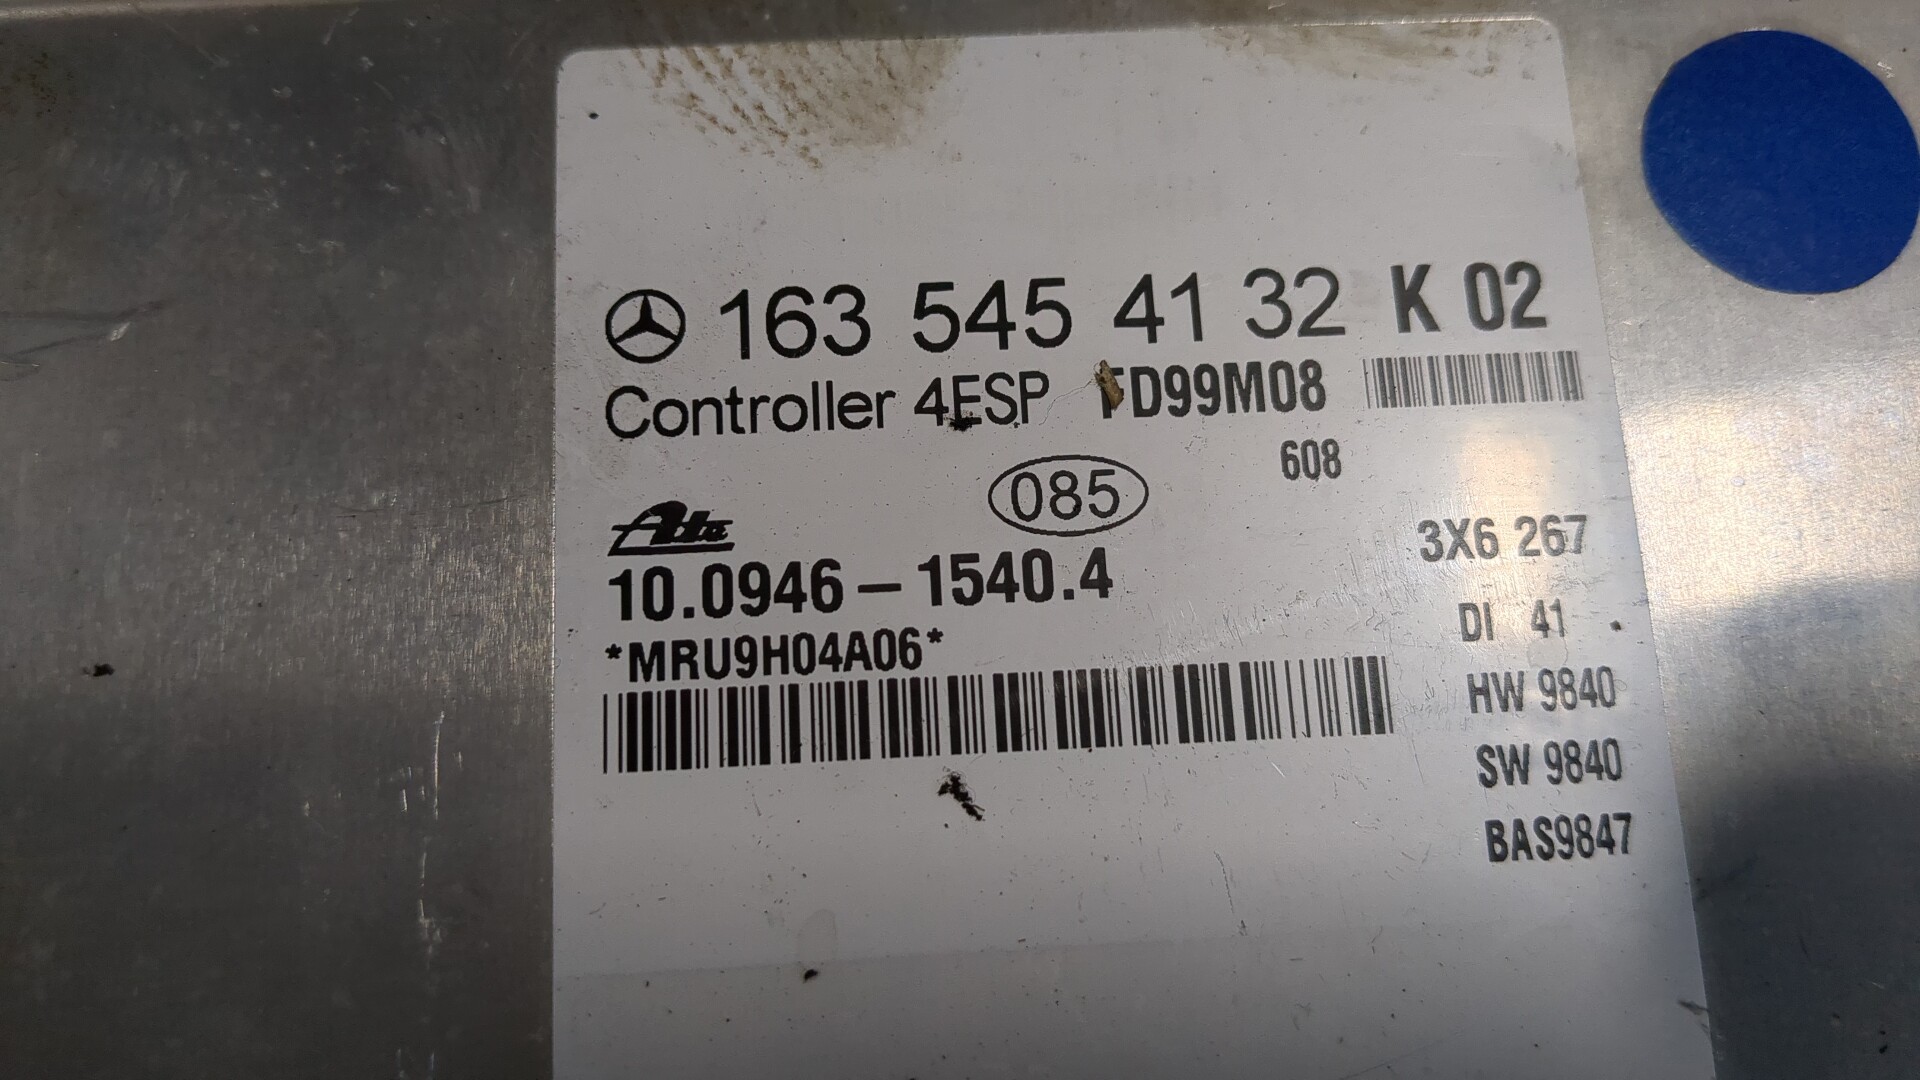 163 545 41 32 K 02
Controller 4ESP FD99M08
608
085
Ate
10.0946-1540.4
3X6 267
*MRU9H04A06*
DI 41
HW 9840
SW 9840
BAS9847